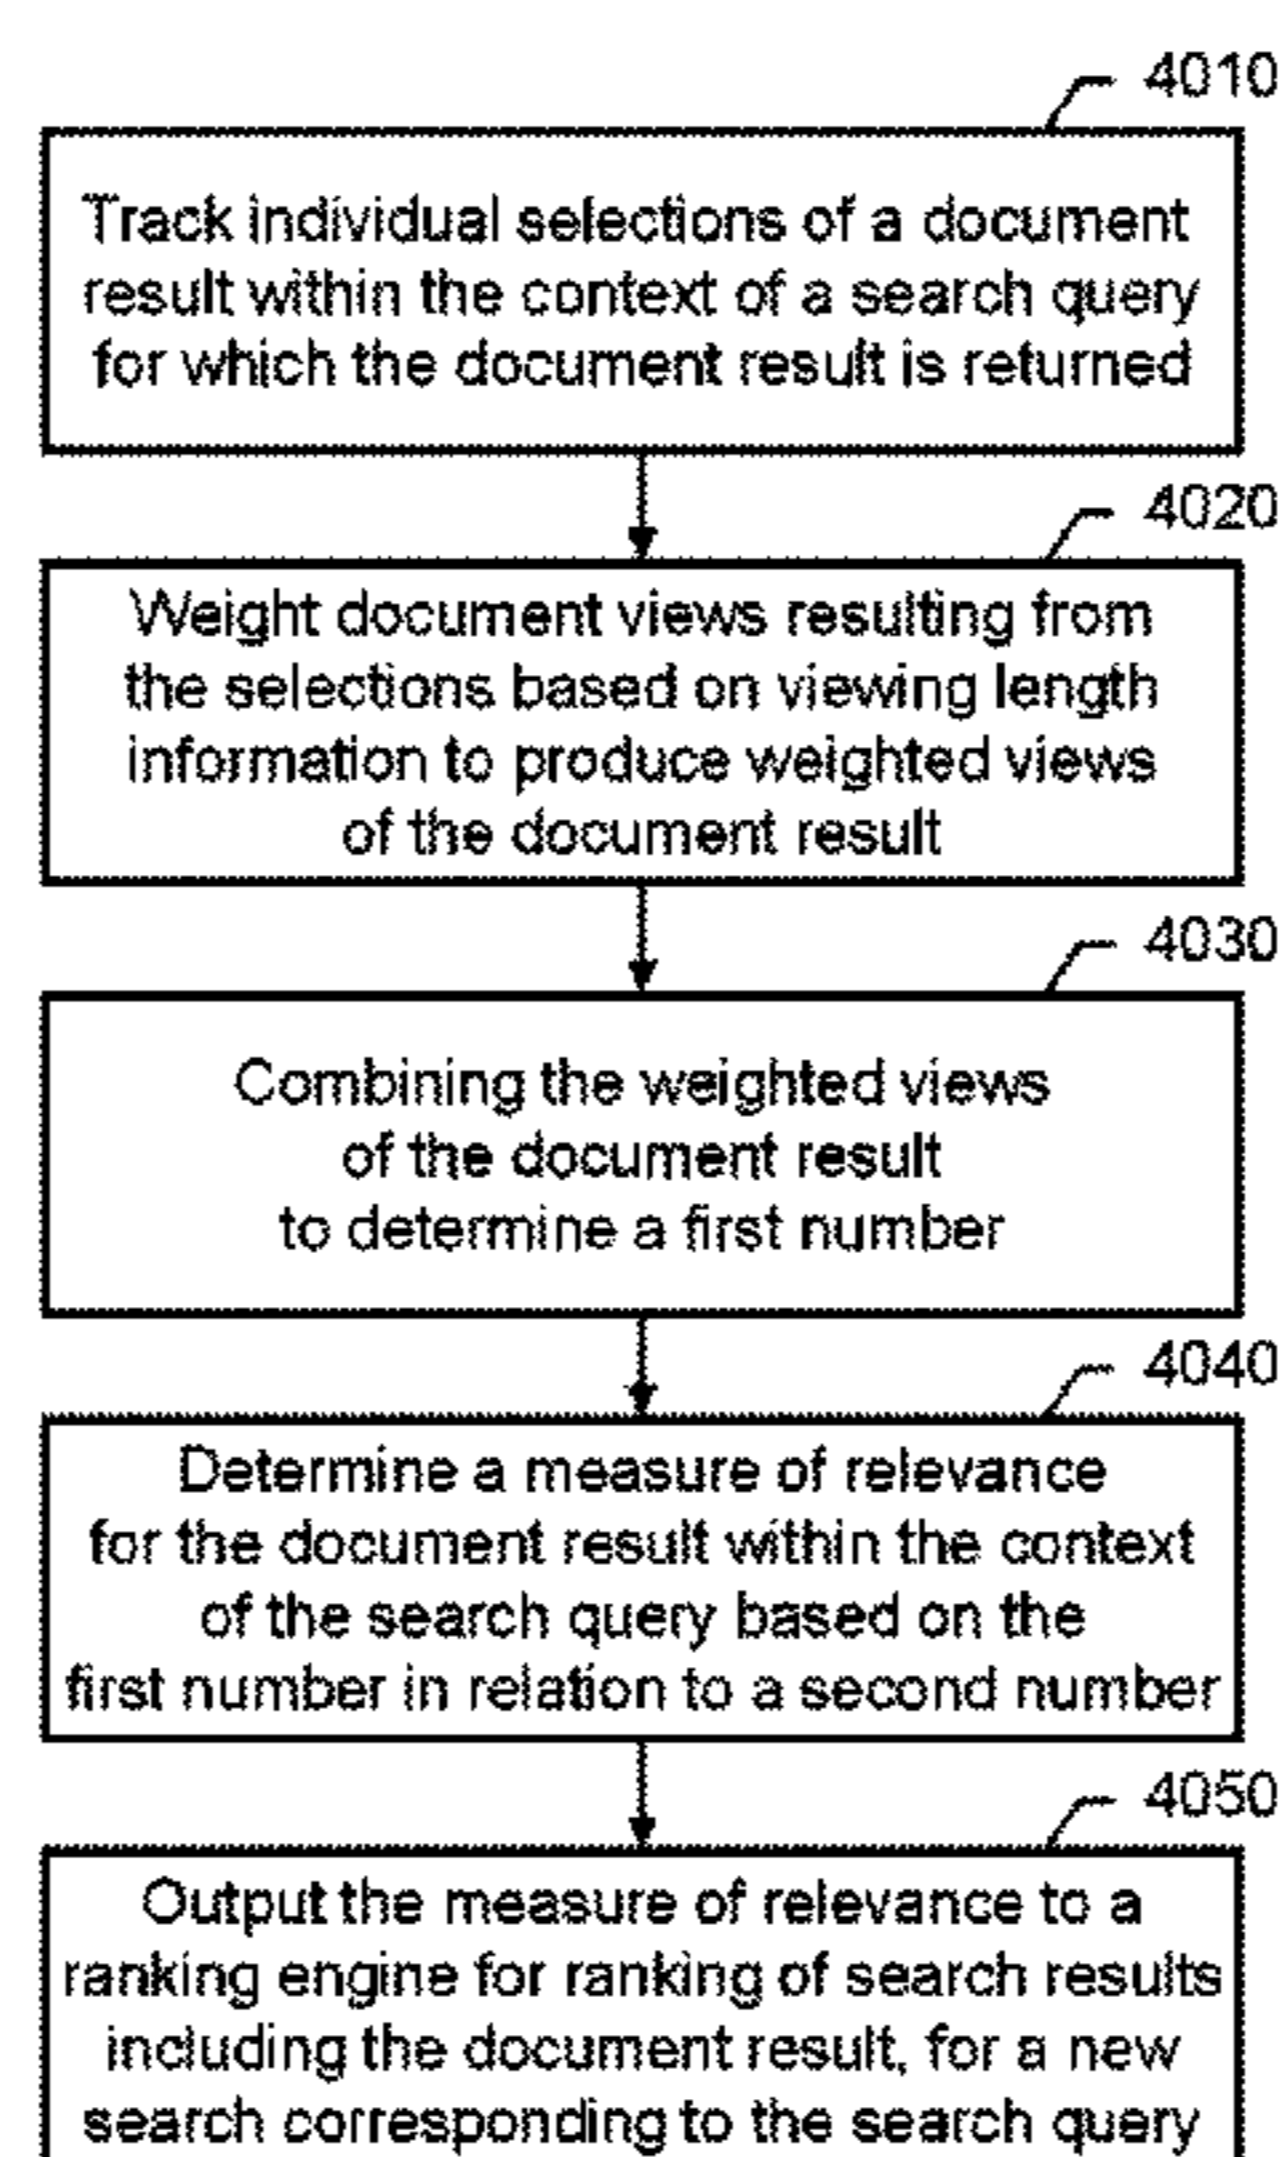 4010
Track individual selections of a document
result within the context of a search query
for which the document result is returned
4020
Weight document views resulting from
the selections based on viewing length
information to produce weighted views
of the document result
4030
Combining the weighted views
of the document result
to determine a first number
4040
Determine a measure of relevance
for the document result within the context
of the search query based on the
first number in relation to a second number
4050
Output the measure of relevance to a
ranking engine for ranking of search results
including the document result, for a new
search corresponding to the search query